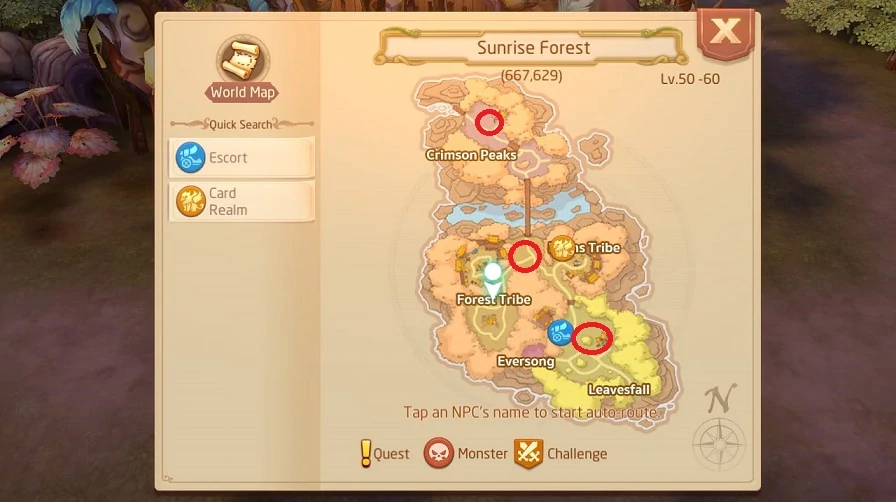 Sunrise Forest
(667,629)
Lv.50 -60
World Map
Quick Search
Escort
Card
Realm
Crimson Peaks
Tribe
Forest Tribe
Eversong
Leavesfall
Tap an NPC's name to start auto-route.
N
Quest
Monster
Challenge